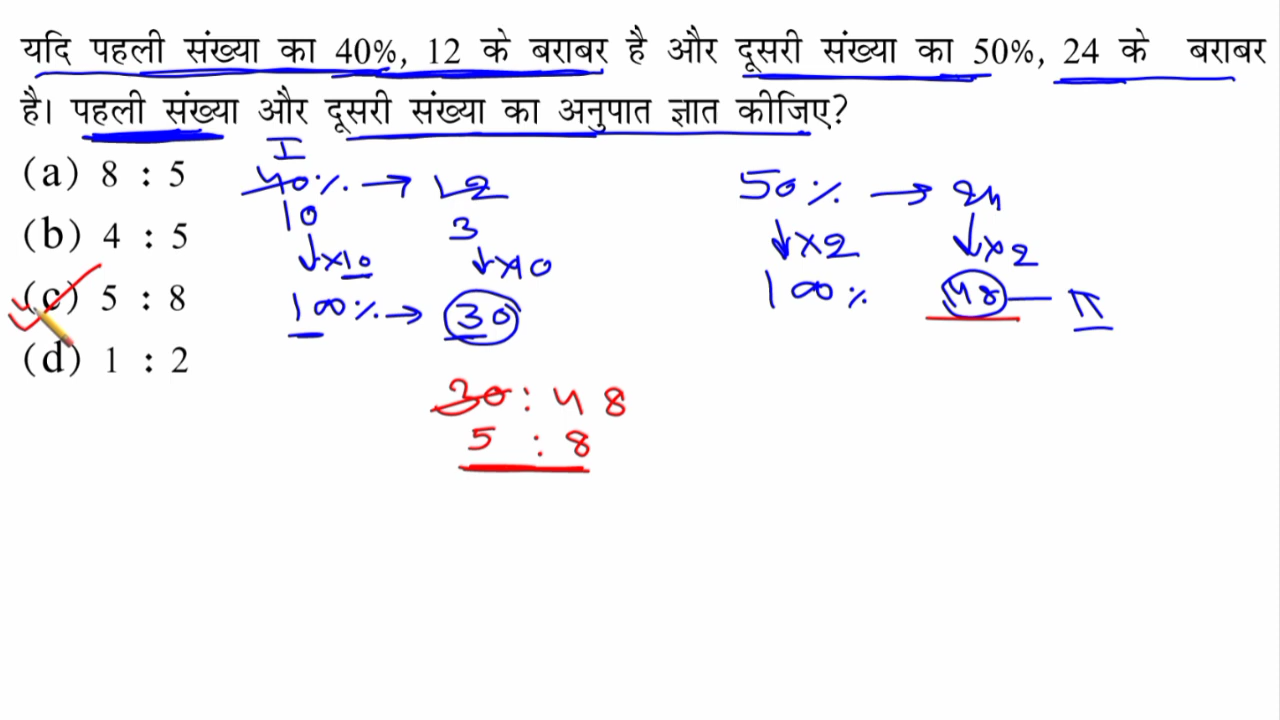 यदि पहली संख्या का 40%, 12 के बराबर है और दूसरी संख्या का 50%, 24 के बराबर
है। पहली संख्या और दूसरी संख्या का अनुपात ज्ञात कीजिए?
(a) 8 : 5
(b) 4 : 5
(c) 5 : 8
(d) 1 : 2
I
40% → 12
10 3
↓×10 ↓×10
100% → 30
50% → 24
↓×2 ↓×2
100% 48 — II
30 : 48
5 : 8